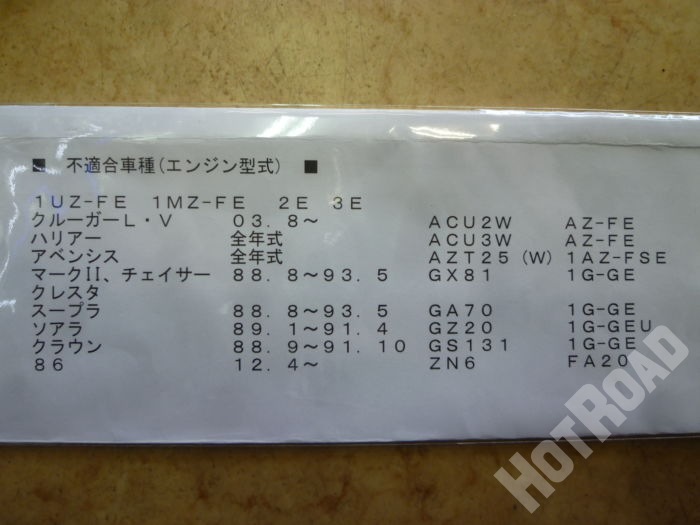 ■ 不適合車種(エンジン型式) ■
1UZ-FE 1MZ-FE 2E 3E
クルーガーL・V 03.8～ ACU2W AZ-FE
ハリアー 全年式 ACU3W AZ-FE
アベンシス 全年式 AZT25(W) 1AZ-FSE
マークII、チェイサー 88.8～93.5 GX81 1G-GE
クレスタ
スープラ 88.8～93.5 GA70 1G-GE
ソアラ 89.1～91.4 GZ20 1G-GEU
クラウン 88.9～91.10 GS131 1G-GE
86 12.4～ ZN6 FA20
HOTROAD